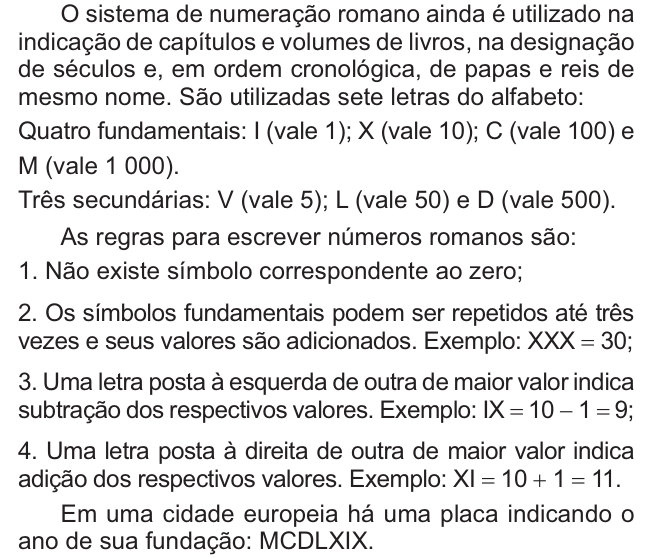 O sistema de numeração romano ainda é utilizado na
indicação de capítulos e volumes de livros, na designação
de séculos e, em ordem cronológica, de papas e reis de
mesmo nome. São utilizadas sete letras do alfabeto:
Quatro fundamentais: I (vale 1); X (vale 10); C (vale 100) e
M (vale 1 000).
Três secundárias: V (vale 5); L (vale 50) e D (vale 500).
As regras para escrever números romanos são:
1. Não existe símbolo correspondente ao zero;
2. Os símbolos fundamentais podem ser repetidos até três
vezes e seus valores são adicionados. Exemplo: XXX = 30;
3. Uma letra posta à esquerda de outra de maior valor indica
subtração dos respectivos valores. Exemplo: IX = 10 – 1 = 9;
4. Uma letra posta à direita de outra de maior valor indica
adição dos respectivos valores. Exemplo: XI = 10 + 1 = 11.
Em uma cidade europeia há uma placa indicando o
ano de sua fundação: MCDLXIX.